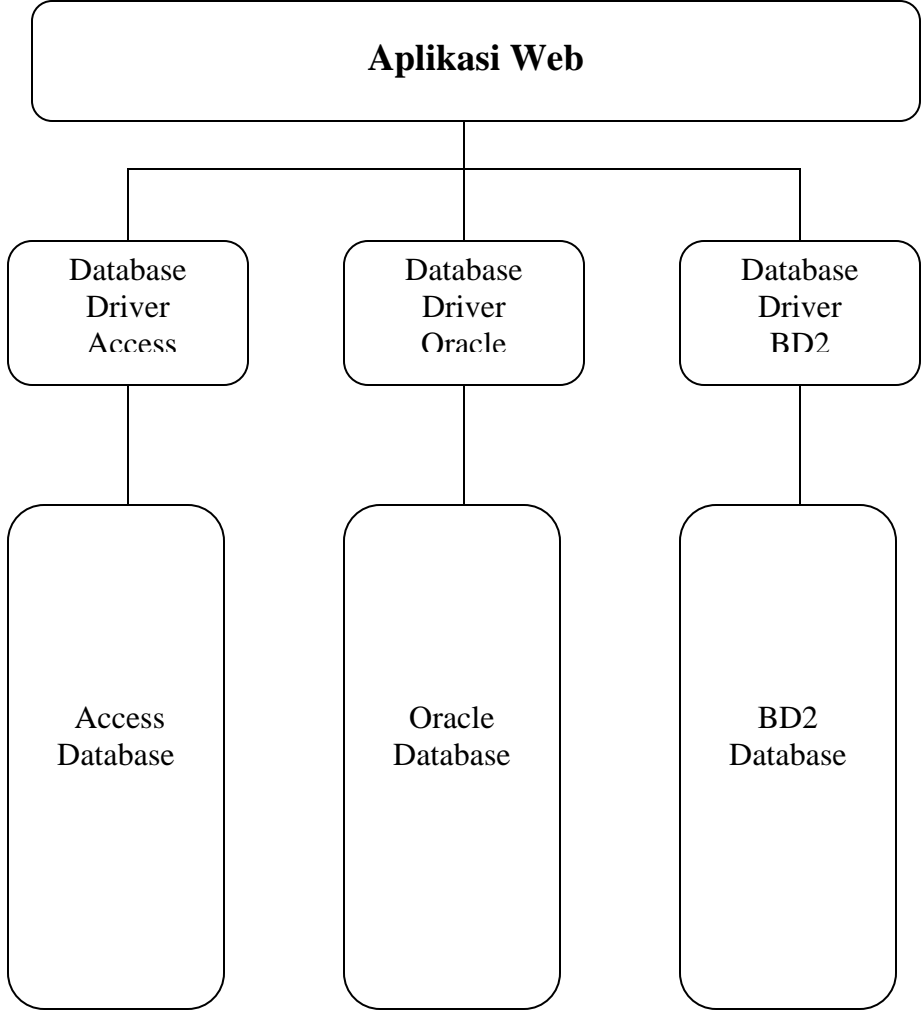 Aplikasi Web
Database
Driver
Access
Database
Driver
Oracle
Database
Driver
BD2
Access
Database
Oracle
Database
BD2
Database